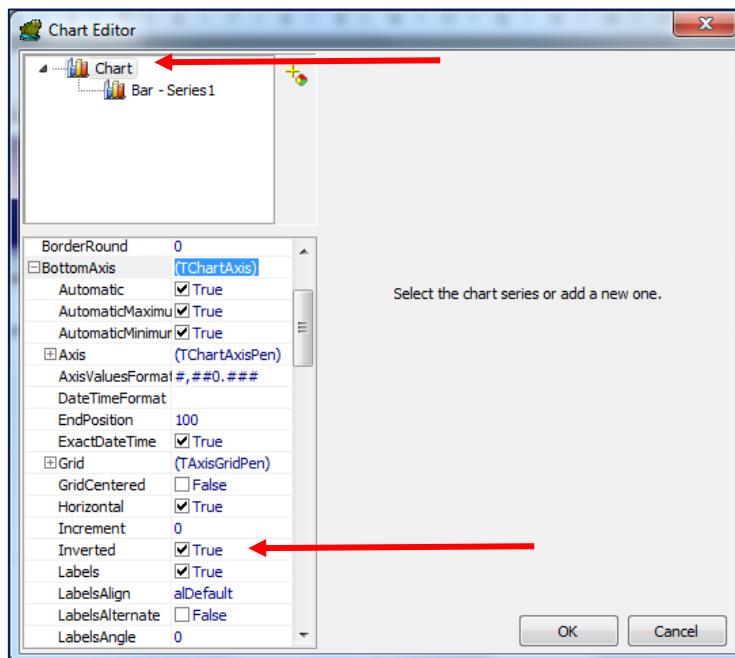 Chart Editor
Chart
Bar - Series1
BorderRound 0
BottomAxis (TChartAxis)
Automatic True
AutomaticMaximu True
AutomaticMinimur True
Axis (TChartAxisPen)
AxisValuesFormat #,##0.###
DateTimeFormat
EndPosition 100
ExactDateTime True
Grid (TAxisGridPen)
GridCentered False
Horizontal True
Increment 0
Inverted True
Labels True
LabelsAlign alDefault
LabelsAlternate False
LabelsAngle 0
Select the chart series or add a new one.
OK Cancel